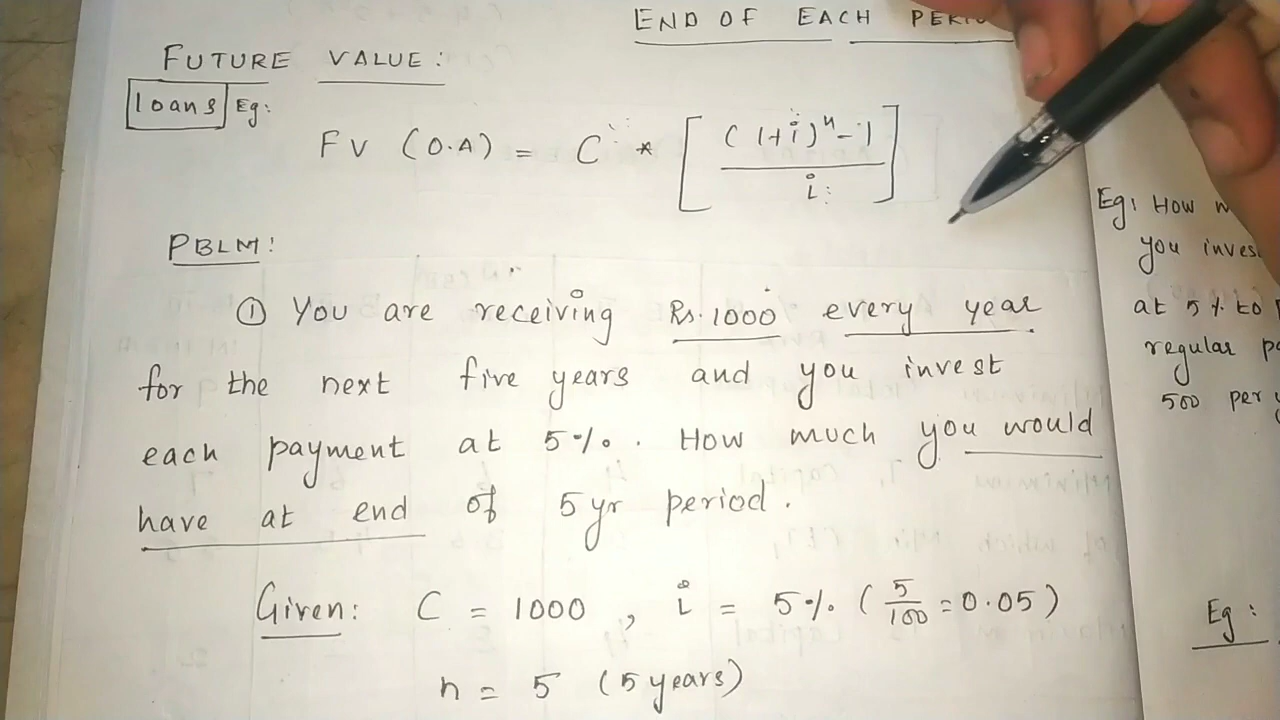 END OF EACH
FUTURE VALUE:
loans Eg:
FV (O.A) = C * [ (1+i)^n - 1 / i ]
PBLM:
① You are receiving Rs. 1000 every year
for the next five years and you invest
each payment at 5%. How much you would
have at end of 5 yr period.
Given: C = 1000, i = 5% (5/100 = 0.05)
n = 5 (5 years)
Eg: How
you
at 5% to
regular
500 per
Eg: